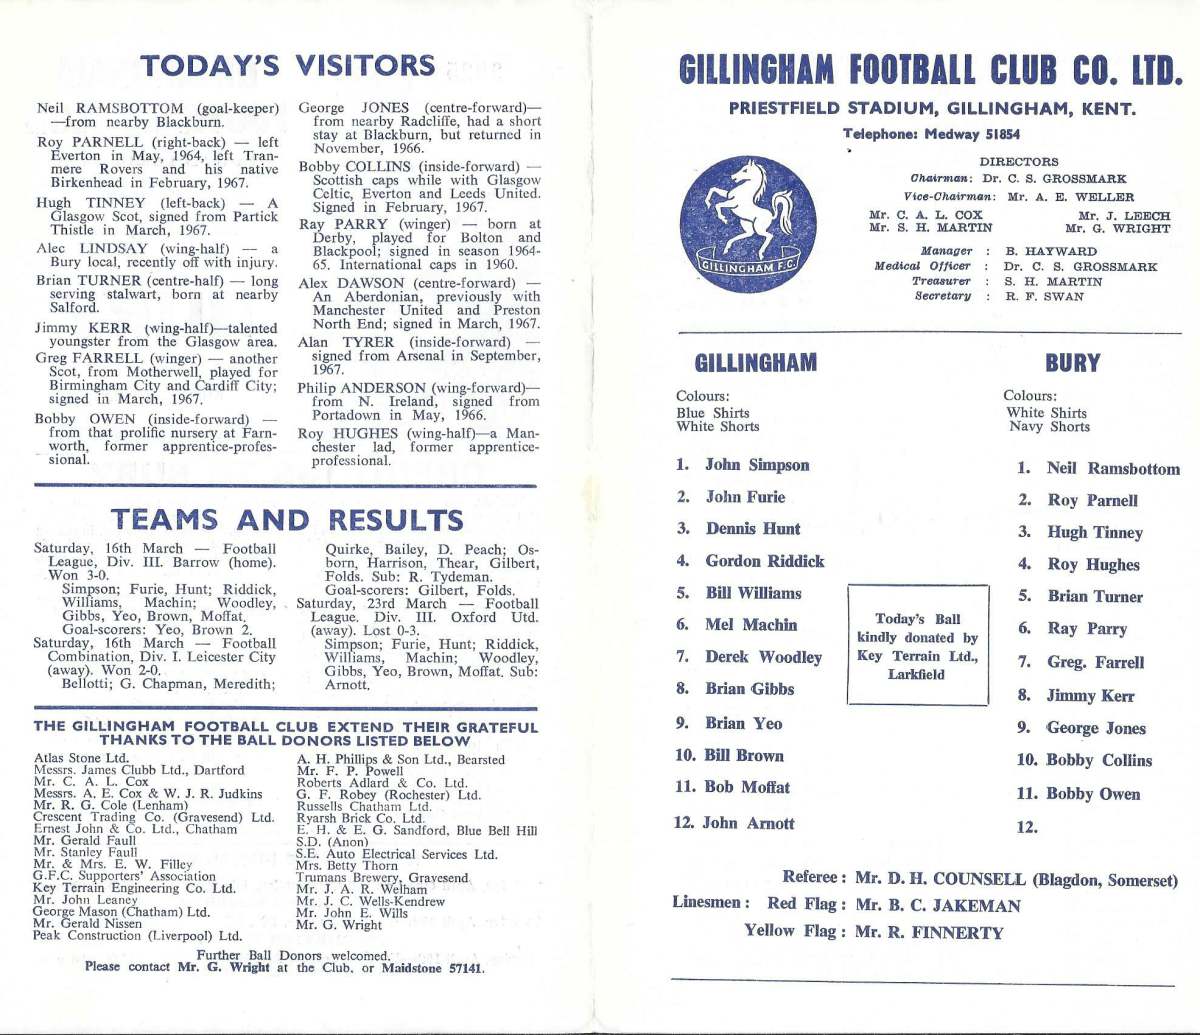 TODAY'S VISITORS
Neil RAMSBOTTOM (goal-keeper)
—from nearby Blackburn.
Roy PARNELL (right-back) — left
Everton in May, 1964, left Tran-
mere Rovers and his native
Birkenhead in February, 1967.
Hugh TINNEY (left-back) — A
Glasgow Scot, signed from Partick
Thistle in March, 1967.
Alec LINDSAY (wing-half) — a
Bury local, recently off with injury.
Brian TURNER (centre-half) — long
serving stalwart, born at nearby
Salford.
Jimmy KERR (wing-half)—talented
youngster from the Glasgow area.
Greg FARRELL (winger) — another
Scot, from Motherwell, played for
Birmingham City and Cardiff City;
signed in March, 1967.
Bobby OWEN (inside-forward) —
from that prolific nursery at Farn-
worth, former apprentice-profes-
sional.
George JONES (centre-forward)—
from nearby Radcliffe, had a short
stay at Blackburn, but returned in
November, 1966.
Bobby COLLINS (inside-forward) —
Scottish caps while with Glasgow
Celtic, Everton and Leeds United.
Signed in February, 1967.
Ray PARRY (winger) — born at
Derby, played for Bolton and
Blackpool; signed in season 1964-
65. International caps in 1960.
Alex DAWSON (centre-forward) —
An Aberdonian, previously with
Manchester United and Preston
North End; signed in March, 1967.
Alan TYRER (inside-forward) —
signed from Arsenal in September,
1967.
Philip ANDERSON (wing-forward)—
from N. Ireland, signed from
Portadown in May, 1966.
Roy HUGHES (wing-half)—a Man-
chester lad, former apprentice-
professional.
TEAMS AND RESULTS
Saturday, 16th March — Football
League, Div. III. Barrow (home).
Won 3-0.
Simpson; Furie, Hunt; Riddick,
Williams, Machin; Woodley,
Gibbs, Yeo, Brown, Moffat.
Goal-scorers: Yeo, Brown 2.
Saturday, 16th March — Football
Combination, Div. I. Leicester City
(away). Won 2-0.
Bellotti; G. Chapman, Meredith;
Quirke, Bailey, D. Peach; Os-
born, Harrison, Thear, Gilbert,
Folds. Sub: R. Tydeman.
Goal-scorers: Gilbert, Folds.
Saturday, 23rd March — Football
League. Div. III. Oxford Utd.
(away). Lost 0-3.
Simpson; Furie, Hunt; Riddick,
Williams, Machin; Woodley,
Gibbs, Yeo, Brown, Moffat. Sub:
Arnott.
THE GILLINGHAM FOOTBALL CLUB EXTEND THEIR GRATEFUL
THANKS TO THE BALL DONORS LISTED BELOW
Atlas Stone Ltd.
Messrs. James Clubb Ltd., Dartford
Mr. C. A. L. Cox
Messrs. A. E. Cox & W. J. R. Judkins
Mr. R. G. Cole (Lenham)
Crescent Trading Co. (Gravesend) Ltd.
Ernest John & Co. Ltd., Chatham
Mr. Gerald Faull
Mr. Stanley Faull
Mr. & Mrs. E. W. Filley
G.F.C. Supporters' Association
Key Terrain Engineering Co. Ltd.
Mr. John Leaney
George Mason (Chatham) Ltd.
Mr. Gerald Nissen
Peak Construction (Liverpool) Ltd.
A. H. Phillips & Son Ltd., Bearsted
Mr. F. P. Powell
Roberts Adlard & Co. Ltd.
G. F. Robey (Rochester) Ltd.
Russells Chatham Ltd.
Ryarsh Brick Co. Ltd.
E. H. & E. G. Sandford, Blue Bell Hill
S.D. (Anon)
S.E. Auto Electrical Services Ltd.
Mrs. Betty Thorn
Trumans Brewery, Gravesend
Mr. J. A. R. Welham
Mr. J. C. Wells-Kendrew
Mr. John E. Wills
Mr. G. Wright
Further Ball Donors welcomed.
Please contact Mr. G. Wright at the Club, or Maidstone 57141.
GILLINGHAM FOOTBALL CLUB CO. LTD.
PRIESTFIELD STADIUM, GILLINGHAM, KENT.
Telephone: Medway 51854
GILLINGHAM F.C.
DIRECTORS
Chairman: Dr. C. S. GROSSMARK
Vice-Chairman: Mr. A. E. WELLER
Mr. C. A. L. COX Mr. J. LEECH
Mr. S. H. MARTIN Mr. G. WRIGHT
Manager : B. HAYWARD
Medical Officer : Dr. C. S. GROSSMARK
Treasurer : S. H. MARTIN
Secretary : R. F. SWAN
GILLINGHAM
Colours:
Blue Shirts
White Shorts
1. John Simpson
2. John Furie
3. Dennis Hunt
4. Gordon Riddick
5. Bill Williams
6. Mel Machin
7. Derek Woodley
8. Brian Gibbs
9. Brian Yeo
10. Bill Brown
11. Bob Moffat
12. John Arnott
Today's Ball
kindly donated by
Key Terrain Ltd.,
Larkfield
BURY
Colours:
White Shirts
Navy Shorts
1. Neil Ramsbottom
2. Roy Parnell
3. Hugh Tinney
4. Roy Hughes
5. Brian Turner
6. Ray Parry
7. Greg. Farrell
8. Jimmy Kerr
9. George Jones
10. Bobby Collins
11. Bobby Owen
12.
Referee: Mr. D. H. COUNSELL (Blagdon, Somerset)
Linesmen: Red Flag: Mr. B. C. JAKEMAN
Yellow Flag: Mr. R. FINNERTY